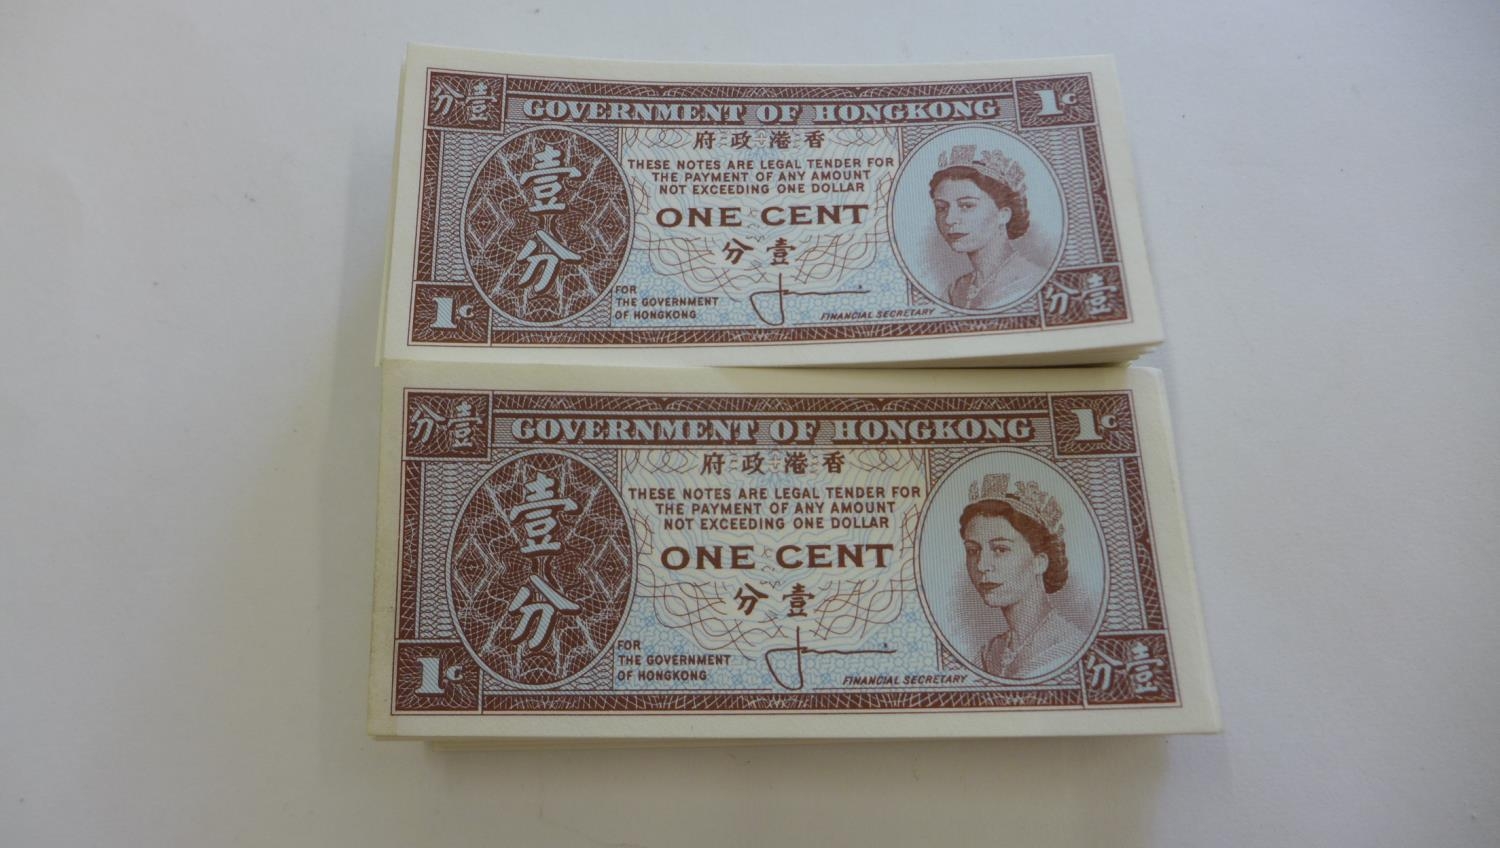 分壹 GOVERNMENT OF HONGKONG 1c
府政港香
壹分
THESE NOTES ARE LEGAL TENDER FOR
THE PAYMENT OF ANY AMOUNT
NOT EXCEEDING ONE DOLLAR
ONE CENT
分壹
FOR
THE GOVERNMENT
OF HONGKONG
FINANCIAL SECRETARY
1c
分壹
分壹 GOVERNMENT OF HONGKONG 1c
府政港香
壹分
THESE NOTES ARE LEGAL TENDER FOR
THE PAYMENT OF ANY AMOUNT
NOT EXCEEDING ONE DOLLAR
ONE CENT
分壹
FOR
THE GOVERNMENT
OF HONGKONG
FINANCIAL SECRETARY
1c
分壹